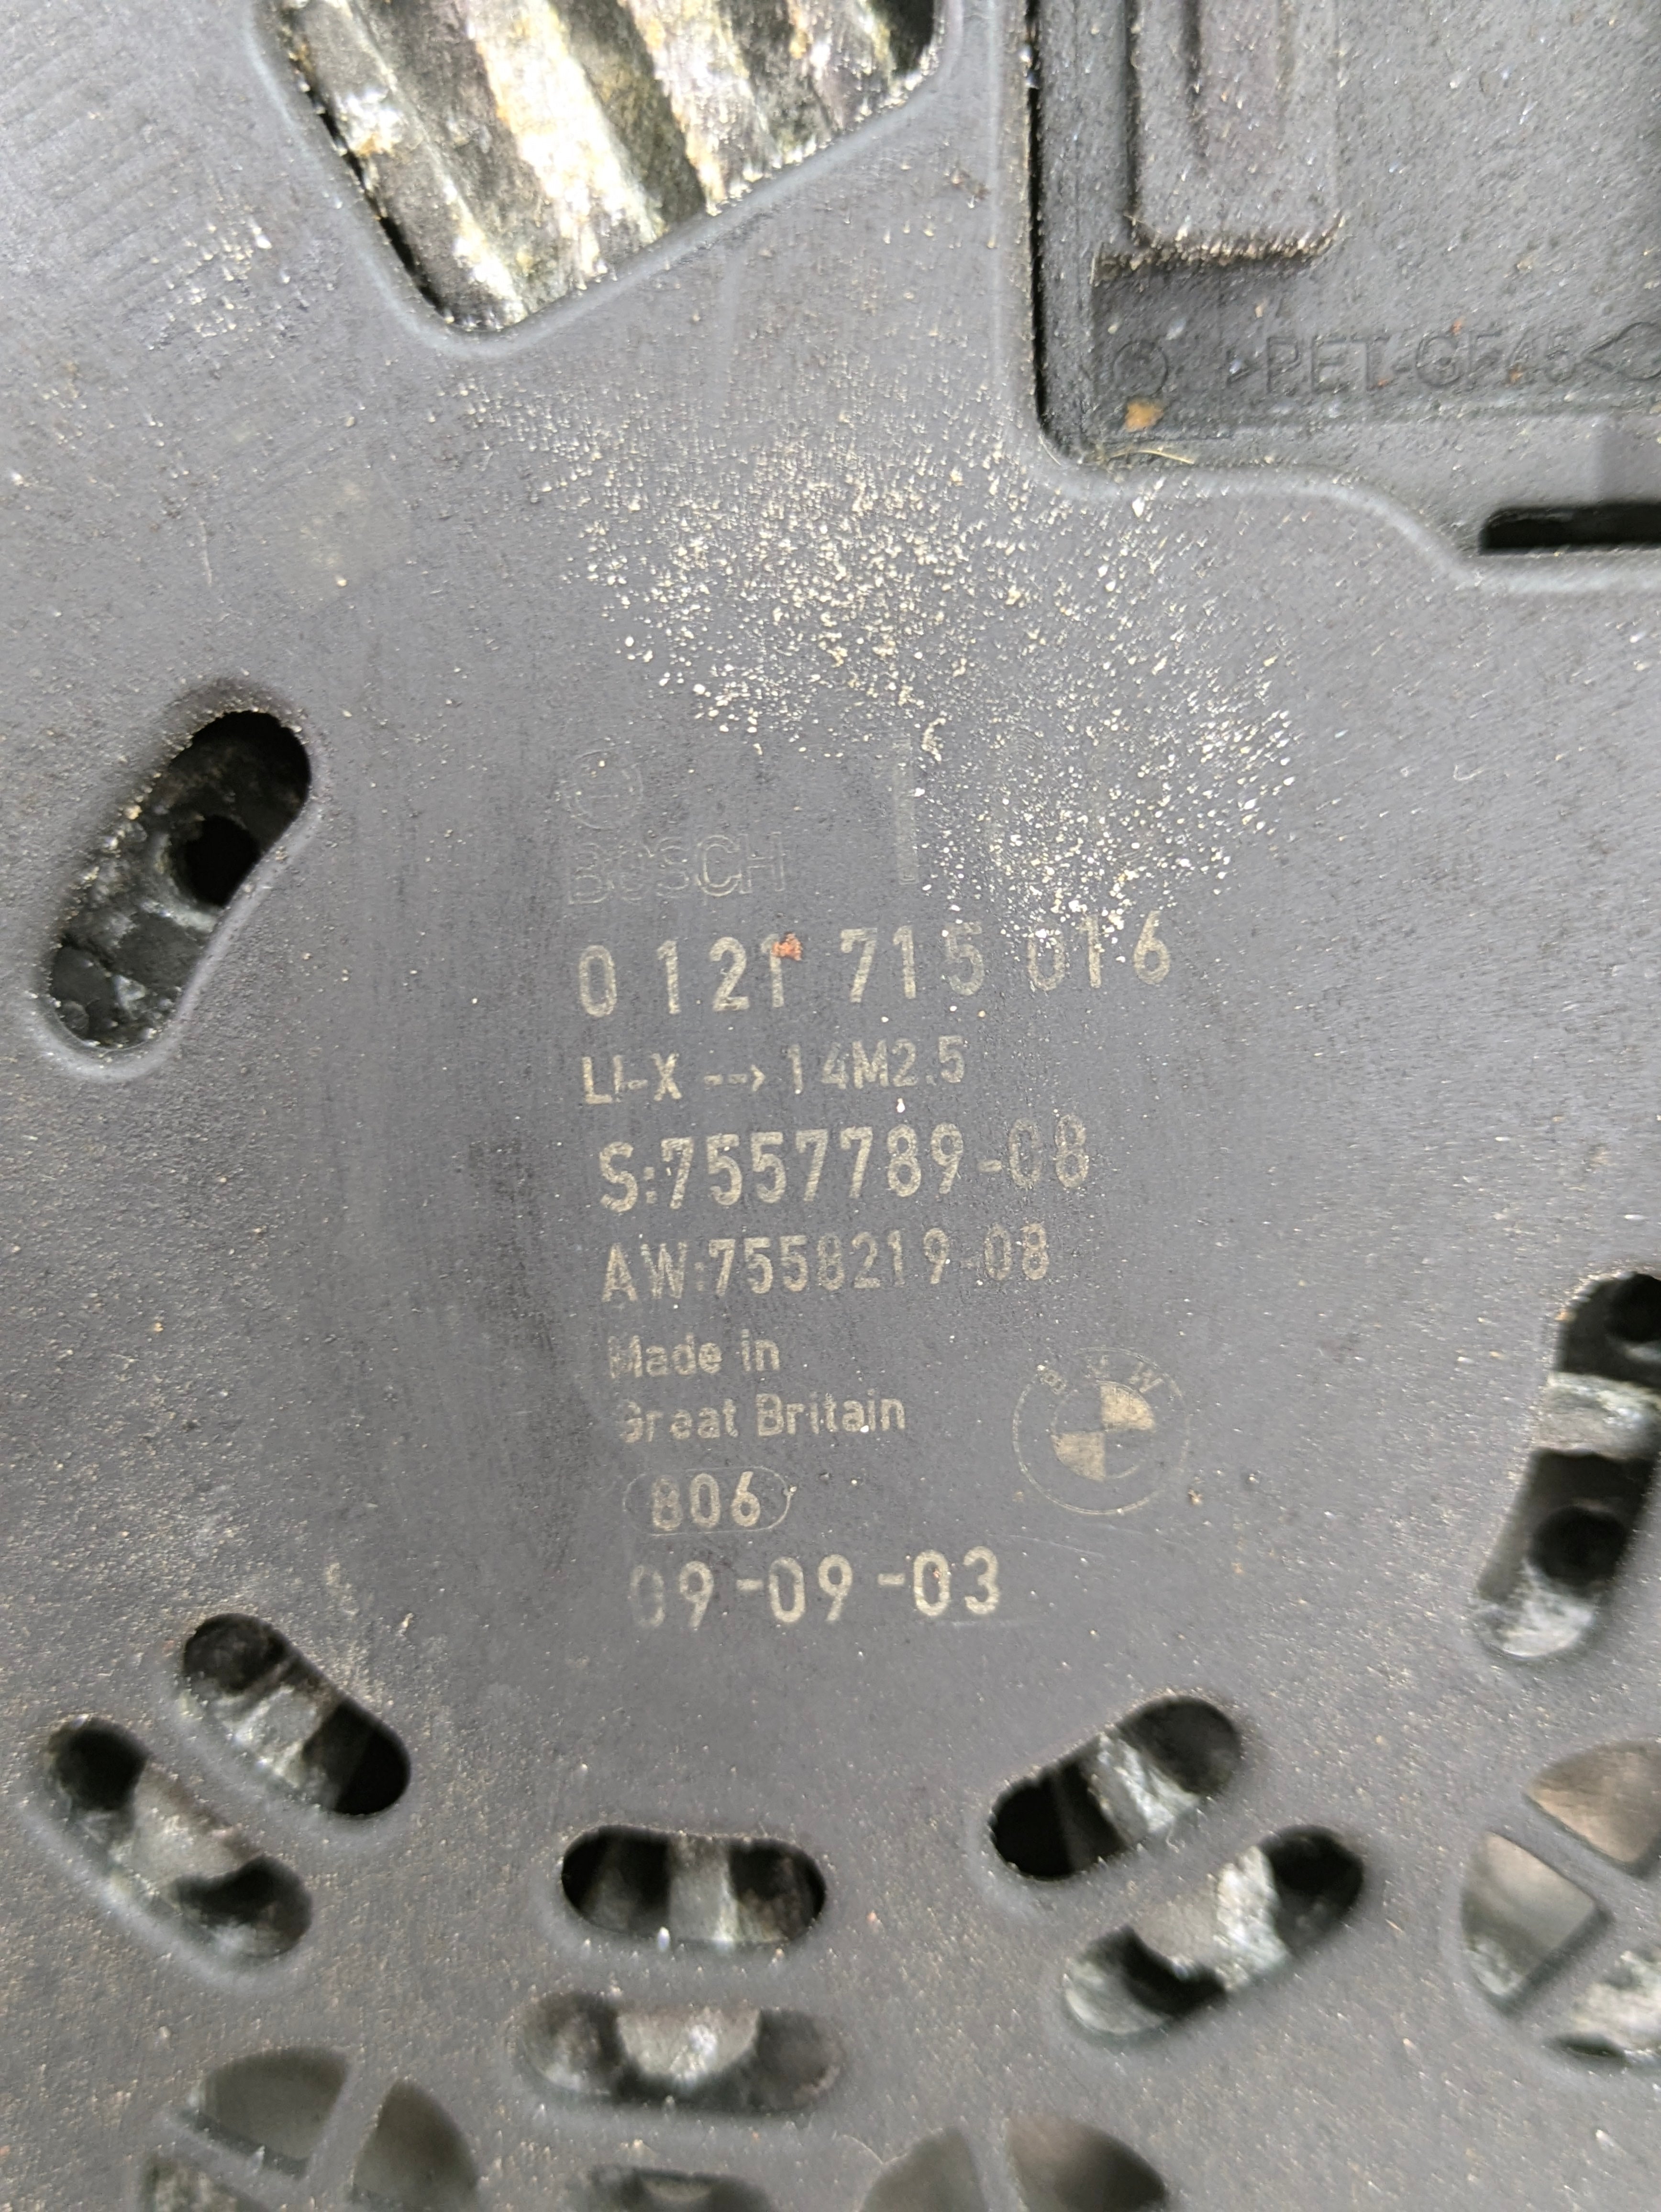 >PET-GF45<
BOSCH
0 121 715 016
LI-X --> 14M2.5
S:7557789-08
AW:7558219-08
Made in
Great Britain
BMW
806
09-09-03